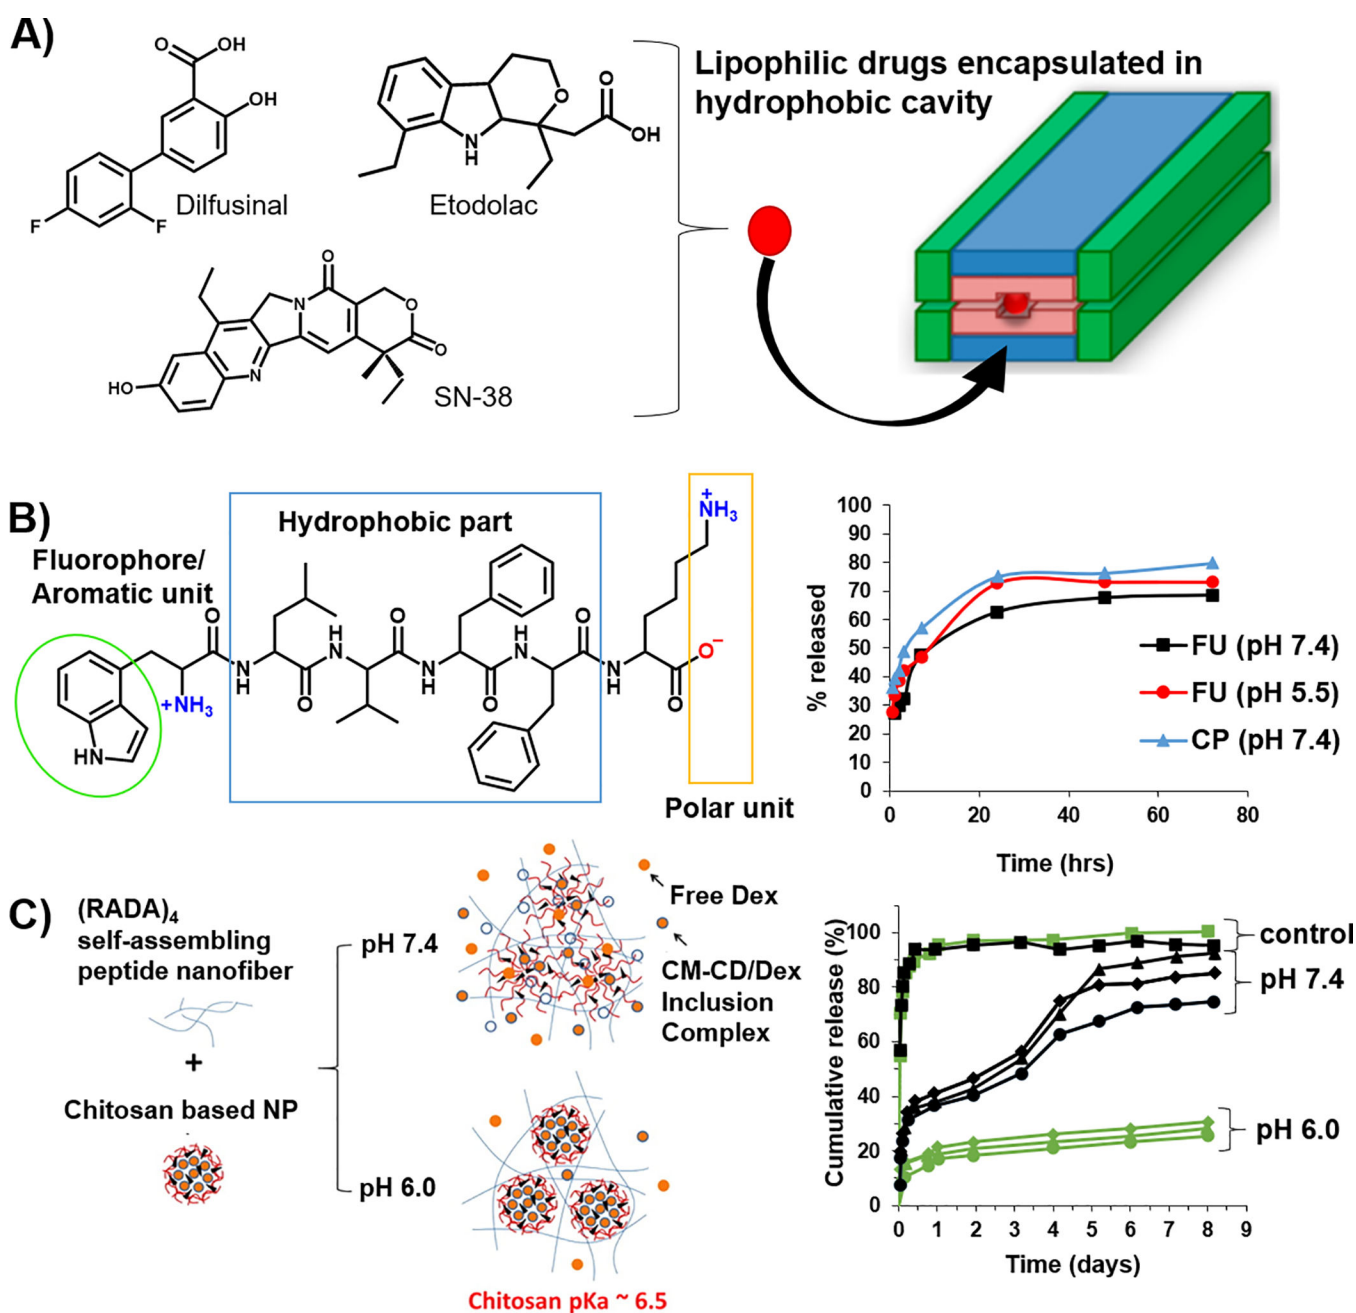 A)
O
OH
OH
F
F
Dilfusinal
O
N
H
O
OH
Etodolac
O
N
O
O
N
HO
SN-38
Lipophilic drugs encapsulated in
hydrophobic cavity
B)
Fluorophore/
Aromatic unit
Hydrophobic part
+
NH3
O
O
O
H
N
H
N
O
−
O
+NH3
N
H
O
N
H
O
N
H
O
HN
Polar unit
% released
100
90
80
70
60
50
40
30
20
10
0
0
20
40
60
80
Time (hrs)
FU (pH 7.4)
FU (pH 5.5)
CP (pH 7.4)
C)
(RADA)4
self-assembling
peptide nanofiber
+
Chitosan based NP
pH 7.4
pH 6.0
Free Dex
CM-CD/Dex
Inclusion
Complex
Chitosan pKa ~ 6.5
Cumulative release (%)
100
80
60
40
20
0
0
1
2
3
4
5
6
7
8
9
Time (days)
control
pH 7.4
pH 6.0